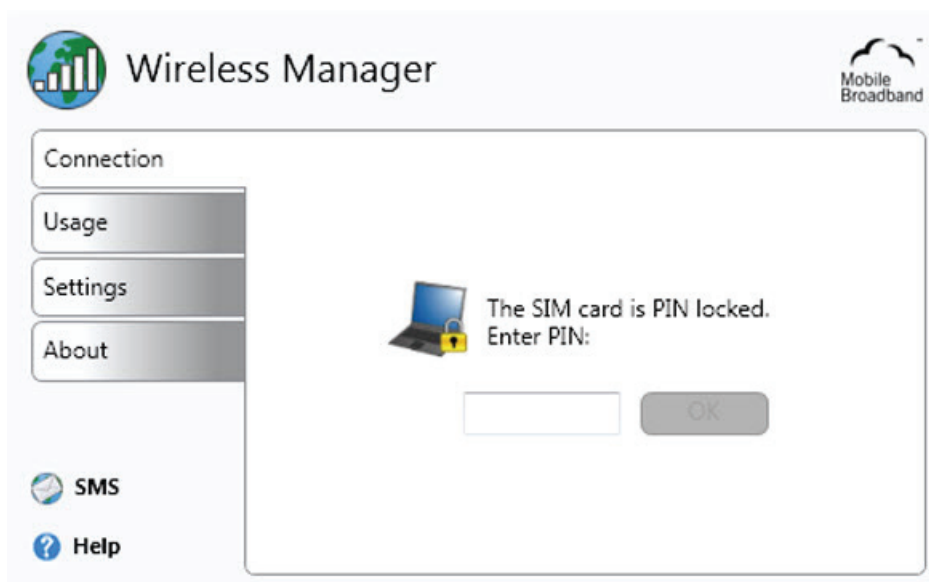 Wireless Manager
Mobile
Broadband
Connection
Usage
Settings
About
The SIM card is PIN locked.
Enter PIN:
OK
SMS
Help